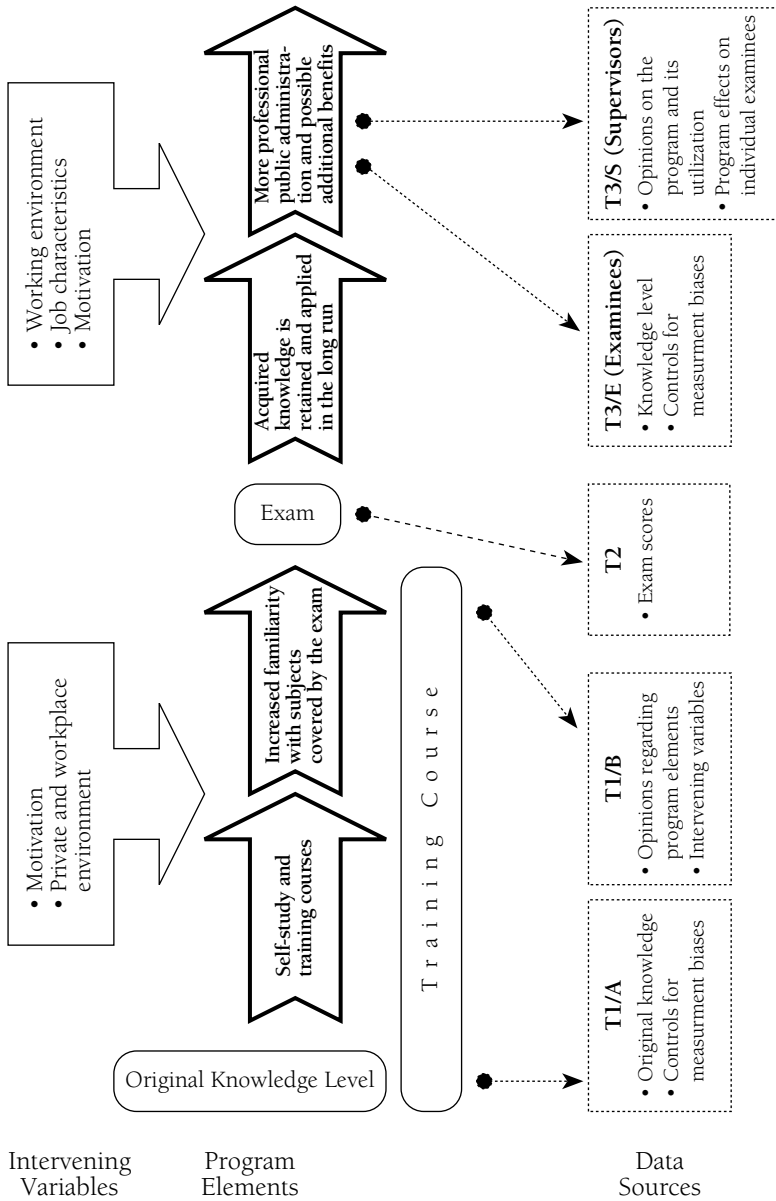 Intervening
Variables
• Motivation
• Private and workplace
environment
• Working environment
• Job characteristics
• Motivation
Program
Elements
Original Knowledge Level
Self-study and
training courses
Increased familiarity
with subjects
covered by the exam
Exam
Acquired
knowledge is
retained and applied
in the long run
More professional
public administra-
tion and possible
additional benefits
Training Course
Data
Sources
T1/A
• Original knowledge
• Controls for
measurment biases
T1/B
• Opinions regarding
program elements
• Intervening variables
T2
• Exam scores
T3/E (Examinees)
• Knowledge level
• Controls for
measurment biases
T3/S (Supervisors)
• Opinions on the
program and its
utilization
• Program effects on
individual examinees